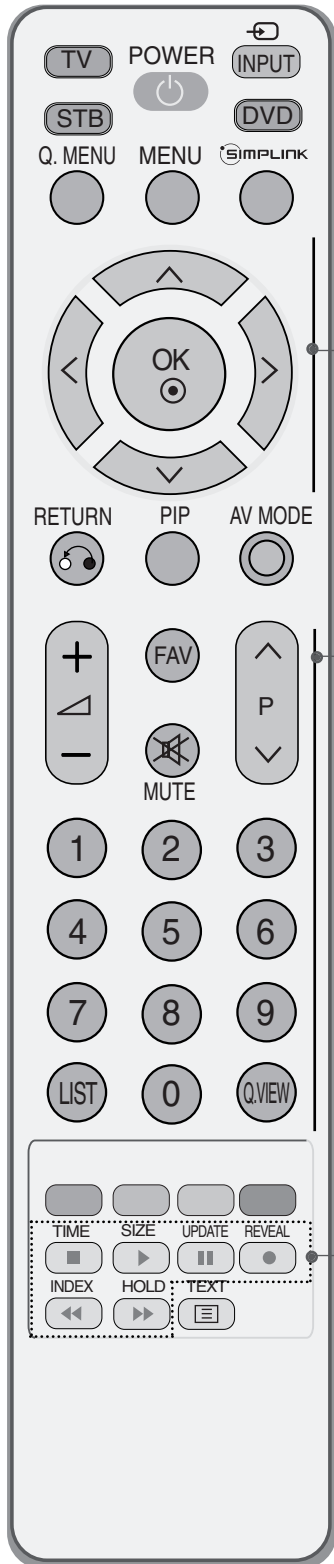 TV POWER INPUT
STB DVD
Q. MENU MENU SIMPLINK
OK
RETURN PIP AV MODE
+ FAV
P
-
MUTE
1 2 3
4 5 6
7 8 9
LIST 0 Q.VIEW
TIME SIZE UPDATE REVEAL
INDEX HOLD TEXT